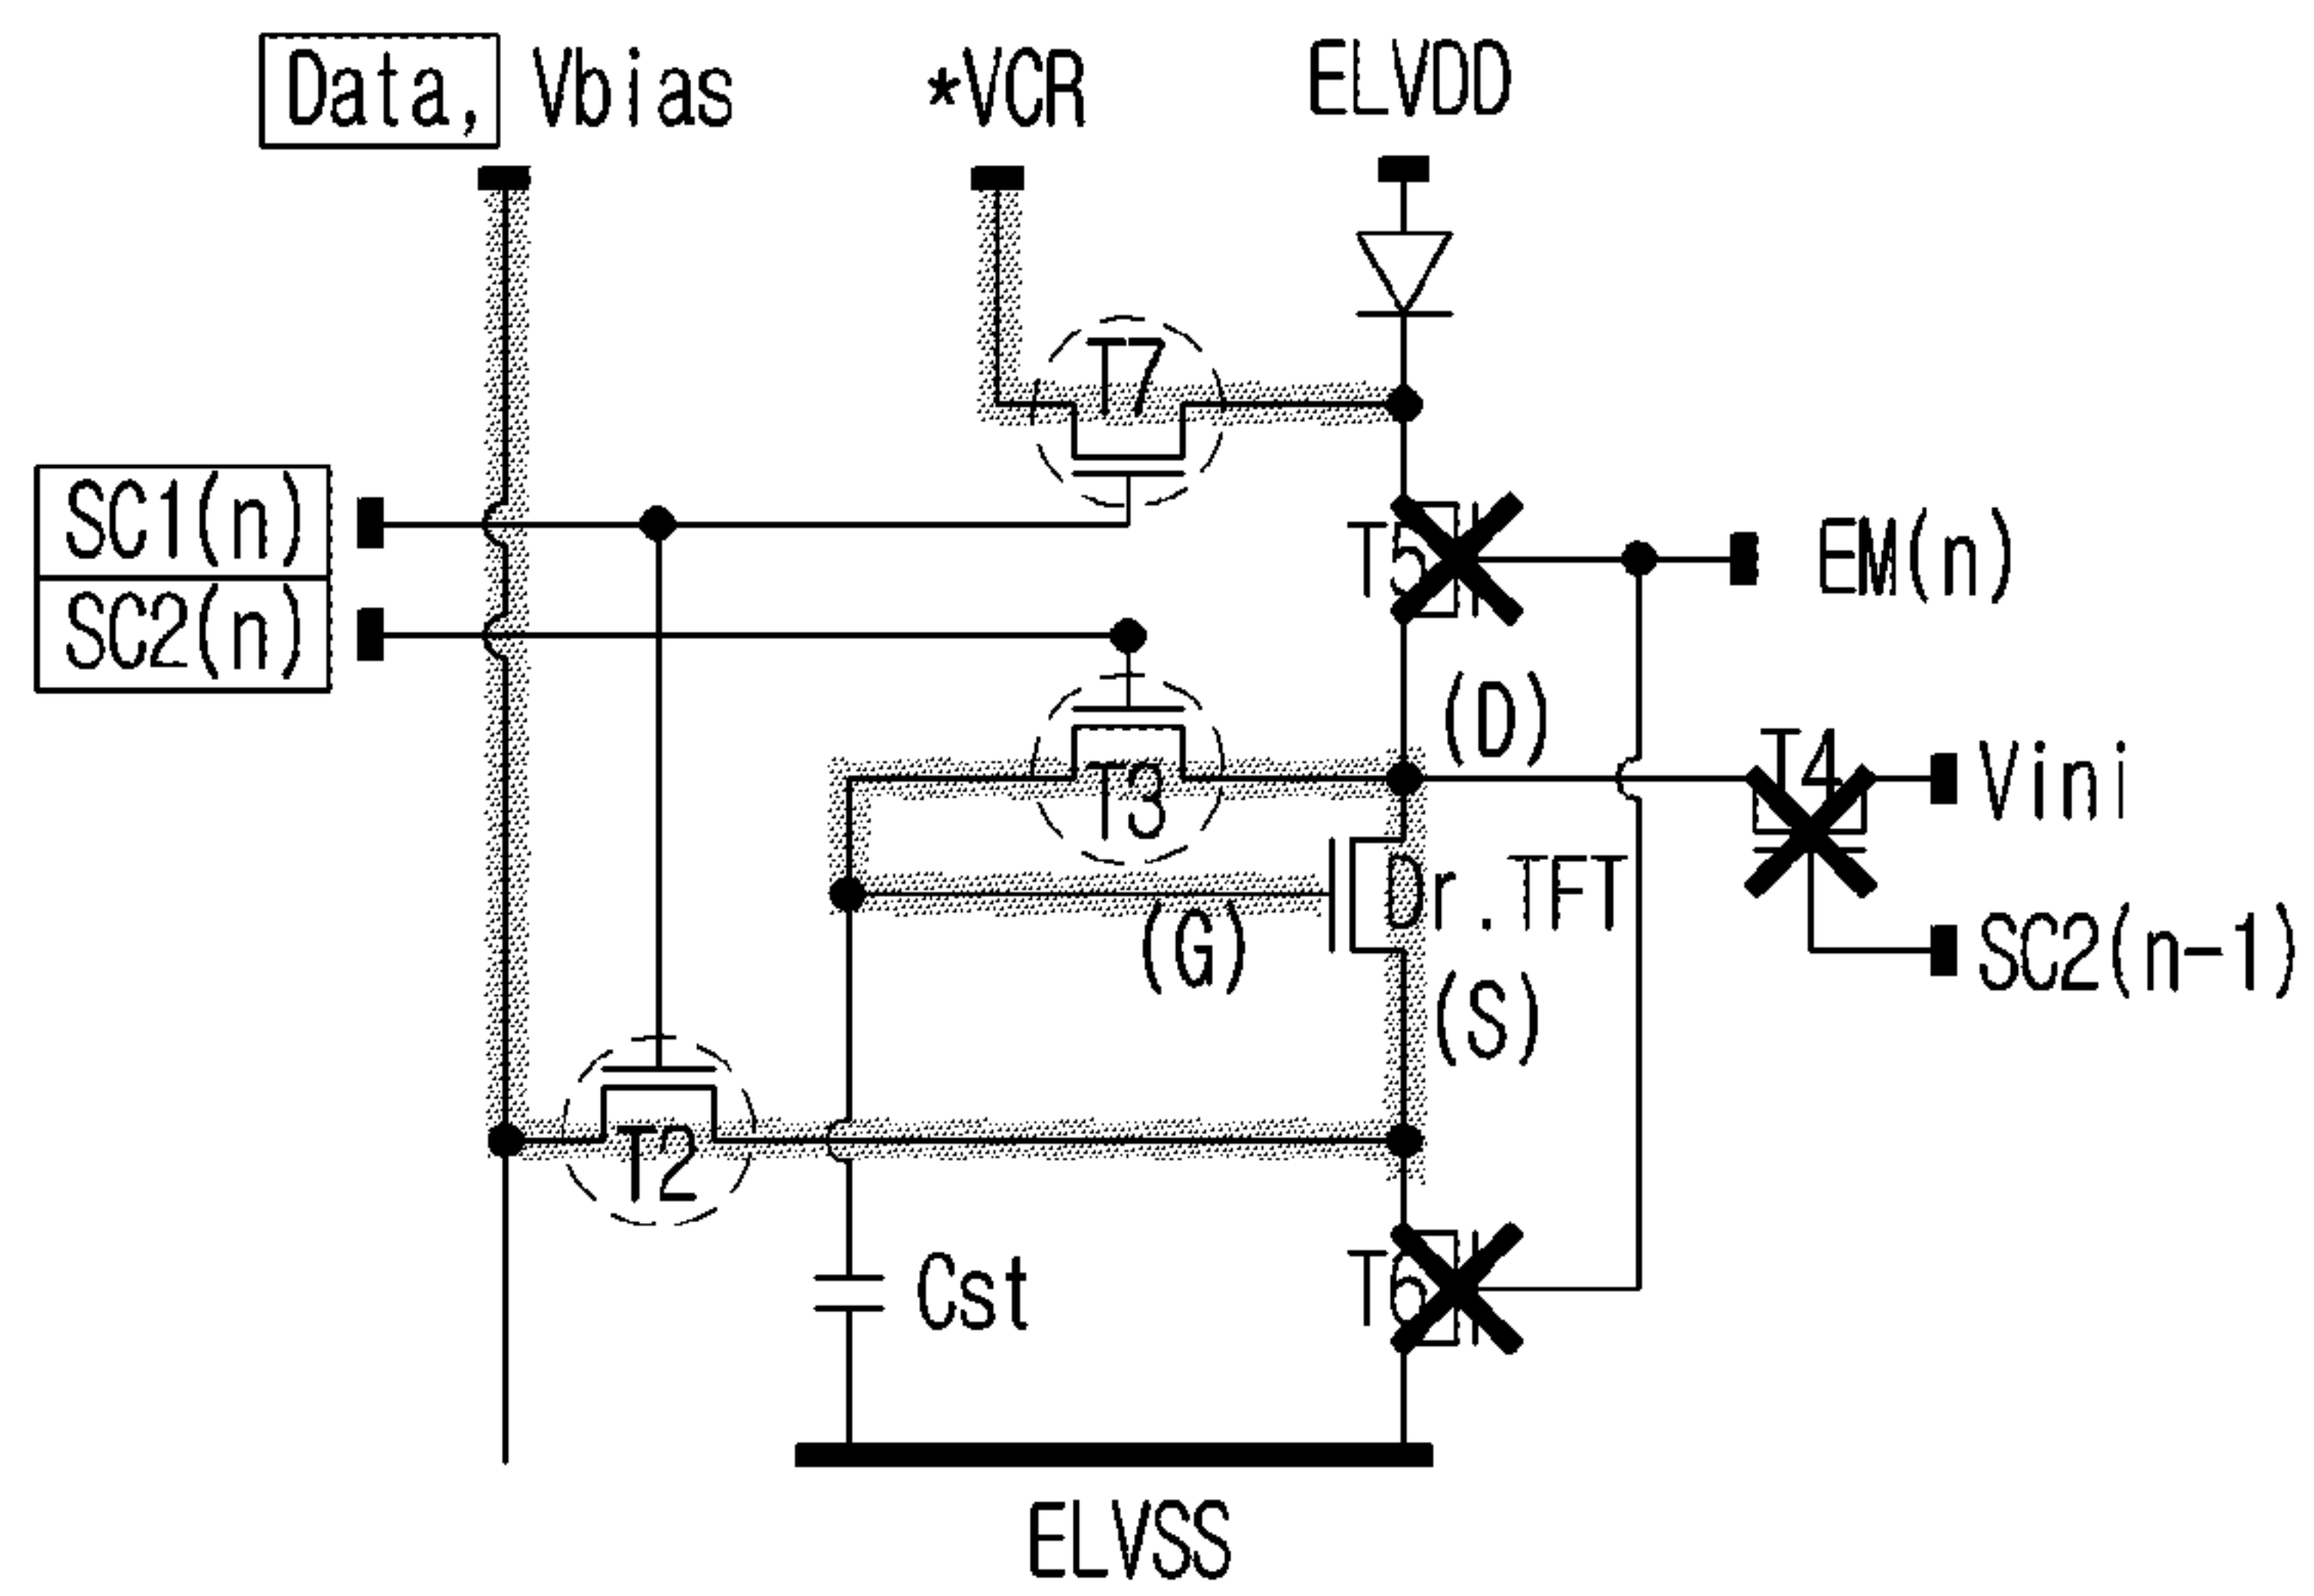 Data, Vbias
*VCR
ELVDD
T7
SC1(n)
SC2(n)
T5
EM(n)
(D)
T4
Vini
T3
Dr.TFT
(G)
SC2(n-1)
(S)
T2
Cst
T6
ELVSS